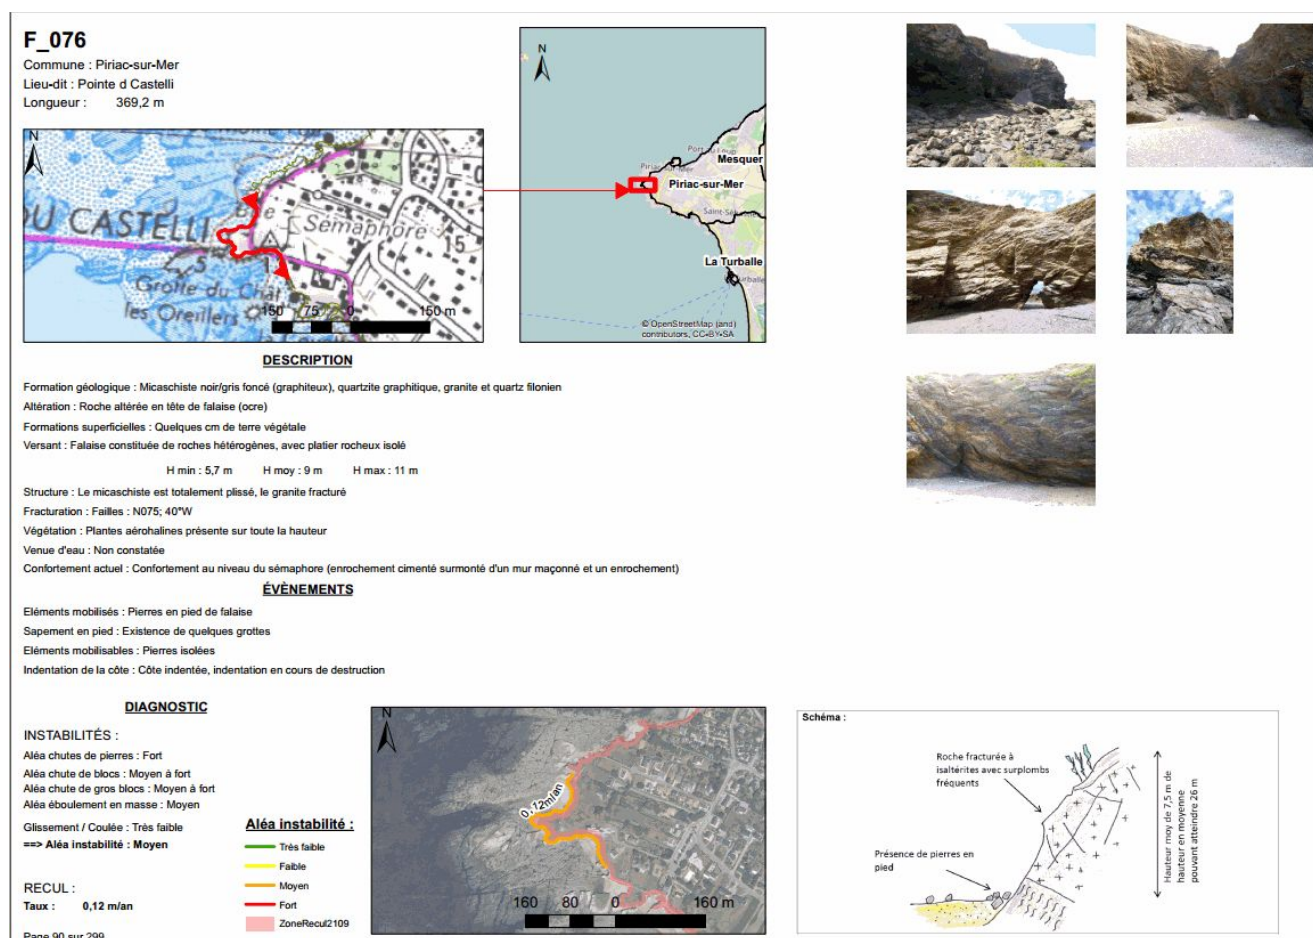 F_076
Commune : Piriac-sur-Mer
Lieu-dit : Pointe d Castelli
Longueur : 369,2 m
N
DU CASTELLI
Sémaphore
15
Grotte du Chat
les Oreillers
150 75 0 150 m
N
Mesquer
Piriac-sur-Mer
La Turballe
© OpenStreetMap (and)
contributors, CC-BY-SA
DESCRIPTION
Formation géologique : Micaschiste noir/gris foncé (graphiteux), quartzite graphitique, granite et quartz filonien
Altération : Roche altérée en tête de falaise (ocre)
Formations superficielles : Quelques cm de terre végétale
Versant : Falaise constituée de roches hétérogènes, avec platier rocheux isolé
H min : 5,7 m H moy : 9 m H max : 11 m
Structure : Le micaschiste est totalement plissé, le granite fracturé
Fracturation : Failles : N075; 40°W
Végétation : Plantes aérohalines présente sur toute la hauteur
Venue d'eau : Non constatée
Confortement actuel : Confortement au niveau du sémaphore (enrochement cimenté surmonté d'un mur maçonné et un enrochement)
ÉVÈNEMENTS
Eléments mobilisés : Pierres en pied de falaise
Sapement en pied : Existence de quelques grottes
Eléments mobilisables : Pierres isolées
Indentation de la côte : Côte indentée, indentation en cours de destruction
DIAGNOSTIC
INSTABILITÉS :
Aléa chutes de pierres : Fort
Aléa chute de blocs : Moyen à fort
Aléa chute de gros blocs : Moyen à fort
Aléa éboulement en masse : Moyen
Glissement / Coulée : Très faible
==> Aléa instabilité : Moyen
RECUL :
Taux : 0,12 m/an
Page 90 sur 299
Aléa instabilité :
Très faible
Faible
Moyen
Fort
ZoneRecul2109
N
0,12m/an
160 80 0 160 m
Schéma :
Roche fracturée à
isaltérites avec surplombs
fréquents
Présence de pierres en
pied
Hauteur moy de 7,5 m de
hauteur en moyenne
pouvant atteindre 26 m